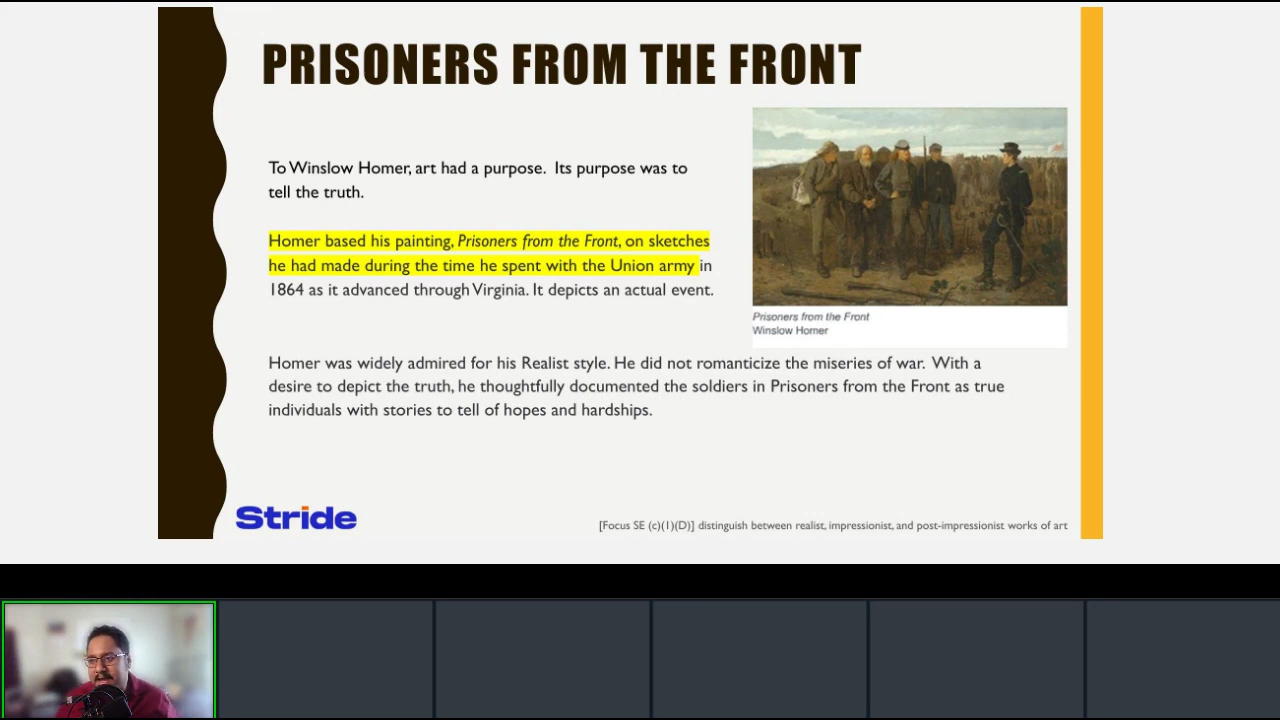 PRISONERS FROM THE FRONT
To Winslow Homer, art had a purpose. Its purpose was to
tell the truth.
Homer based his painting, Prisoners from the Front, on sketches
he had made during the time he spent with the Union army in
1864 as it advanced through Virginia. It depicts an actual event.
Prisoners from the Front
Winslow Homer
Homer was widely admired for his Realist style. He did not romanticize the miseries of war. With a
desire to depict the truth, he thoughtfully documented the soldiers in Prisoners from the Front as true
individuals with stories to tell of hopes and hardships.
Stride
[Focus SE (c)(1)(D)] distinguish between realist, impressionist, and post-impressionist works of art